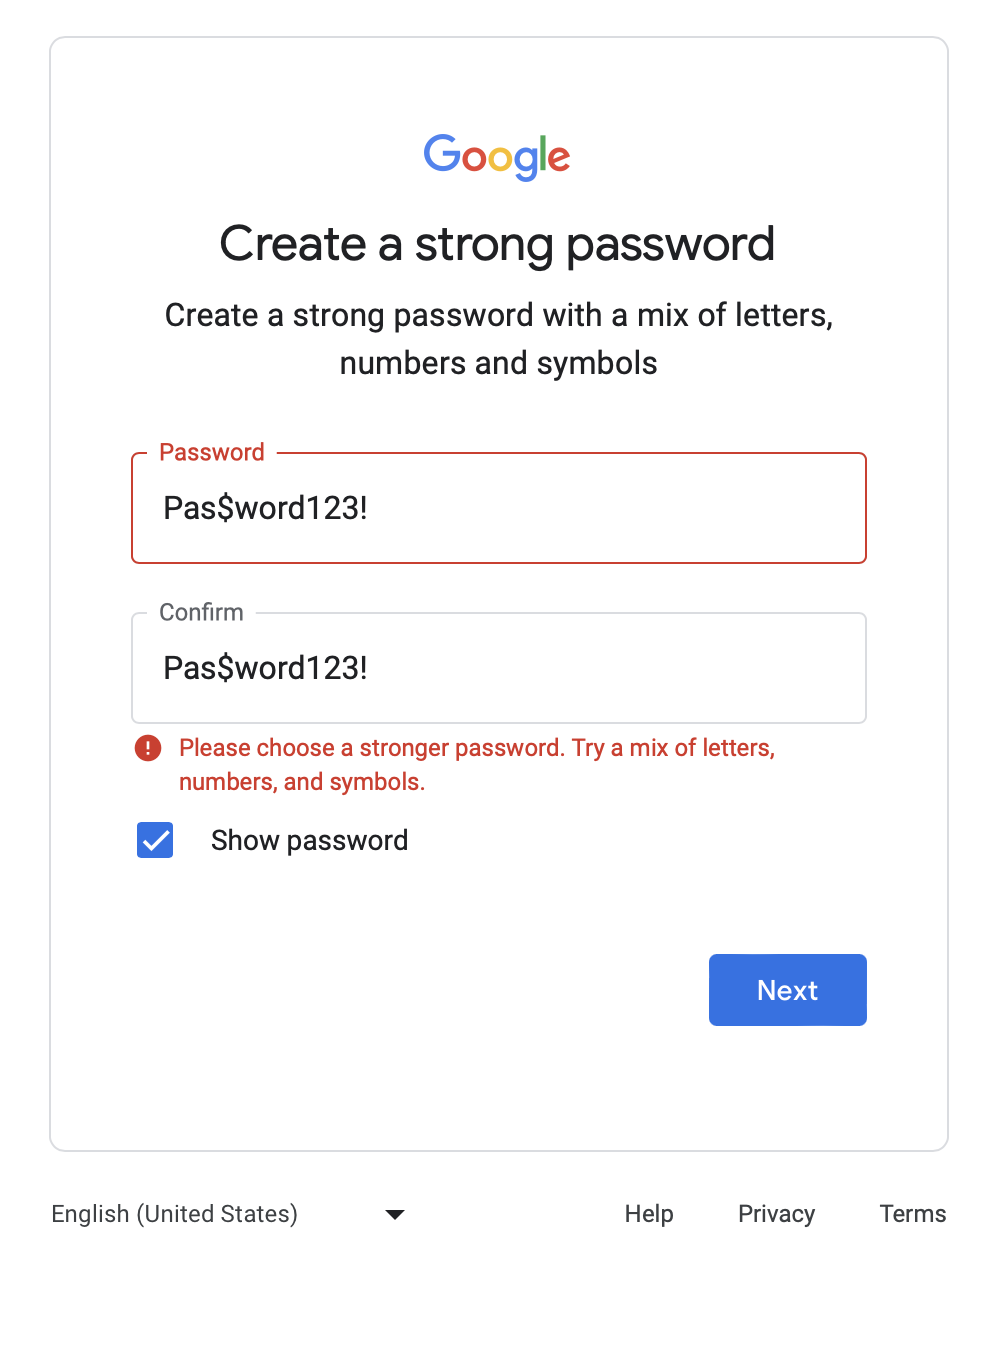 Google
Create a strong password
Create a strong password with a mix of letters,
numbers and symbols
Password
Pas$word123!
Confirm
Pas$word123!
Please choose a stronger password. Try a mix of letters,
numbers, and symbols.
Show password
Next
English (United States) Help Privacy Terms